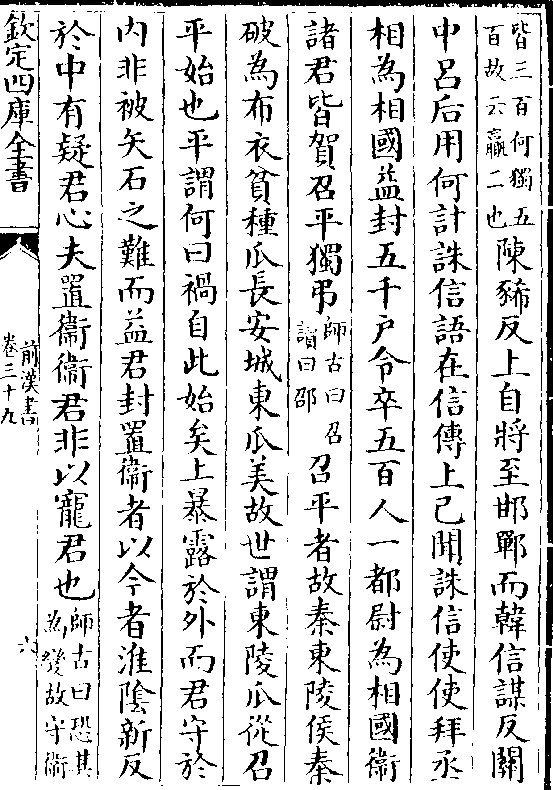 皆三百何獨五
百故云贏二也
陳豨反上自將至邯鄲而韓信謀反關
中呂后用何計誅信語在信傳上已聞誅信使使拜丞
相為相國益封五千户令卒五百人一都尉為相國衞
諸君皆賀召平獨弔
師古曰召
讀曰邵
召平者故秦東陵侯秦
破為布衣貧種瓜長安城東瓜美故世謂東陵瓜從召
平始也平謂何曰禍自此始矣上暴露於外而君守於
内非被矢石之難而益君封置衞者以今者淮陰新反
於中有疑君心夫置衞衞君非以寵君也
師古曰恐其
為變故守衞
欽定四庫全書
前漢書
卷三十九
六